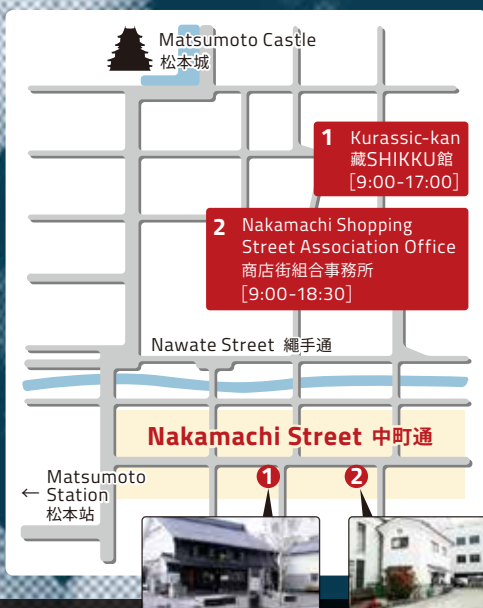 Matsumoto Castle
松本城
1 Kurassic-kan
藏SHIKKU館
[9:00-17:00]
2 Nakamachi Shopping
Street Association Office
商店街組合事務所
[9:00-18:30]
Nawate Street 繩手通
Nakamachi Street 中町通
← Matsumoto
Station
松本站
1
2